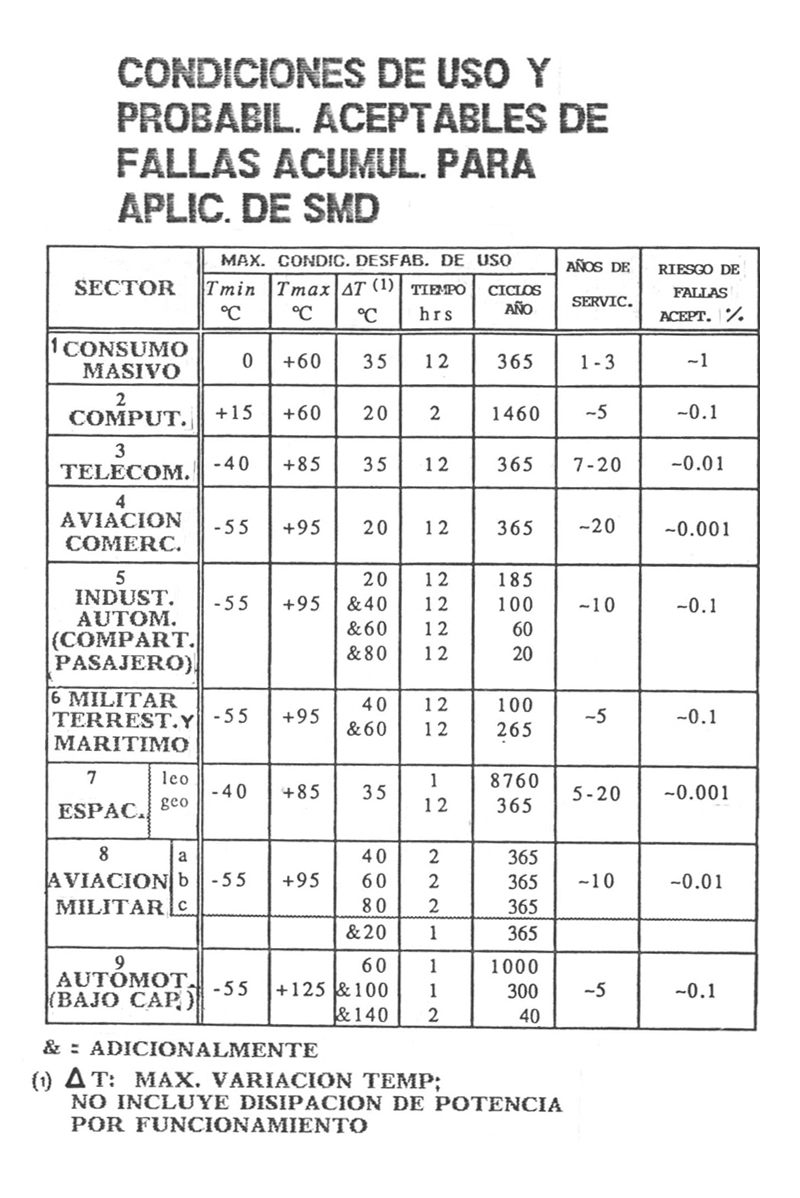 CONDICIONES DE USO Y
PROBABIL. ACEPTABLES DE
FALLAS ACUMUL. PARA
APLIC. DE SMD
SECTOR MAX. CONDIC. DESFAB. DE USO AÑOS DE SERVIC. RIESGO DE FALLAS ACEPT. %
Tmin °C Tmax °C ΔT (1) °C TIEMPO hrs CICLOS AÑO
1 CONSUMO MASIVO 0 +60 35 12 365 1-3 ~1
2 COMPUT. +15 +60 20 2 1460 ~5 ~0.1
3 TELECOM. -40 +85 35 12 365 7-20 ~0.01
4 AVIACION COMERC. -55 +95 20 12 365 ~20 ~0.001
5 INDUST. AUTOM. (COMPART. PASAJERO) -55 +95 ~10 ~0.1
20 12 185
&40 12 100
&60 12 60
&80 12 20
6 MILITAR TERREST. Y MARITIMO -55 +95 ~5 ~0.1
40 12 100
&60 12 265
7 ESPAC. -40 +85 35 5-20 ~0.001
leo 1 8760
geo 12 365
8 AVIACION MILITAR -55 +95 ~10 ~0.01
a 40 2 365
b 60 2 365
c 80 2 365
&20 1 365
9 AUTOMOT. (BAJO CAP.) -55 +125 ~5 ~0.1
60 1 1000
&100 1 300
&140 2 40
& = ADICIONALMENTE
(1) Δ T: MAX. VARIACION TEMP;
NO INCLUYE DISIPACION DE POTENCIA
POR FUNCIONAMIENTO